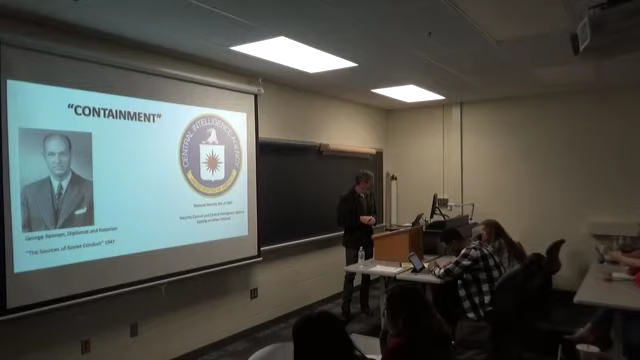 "CONTAINMENT"
CENTRAL INTELLIGENCE AGENCY
UNITED STATES OF AMERICA
National Security Act of 1947
George Kennan, Diplomat and historian
"The Sources of Soviet Conduct" 1947